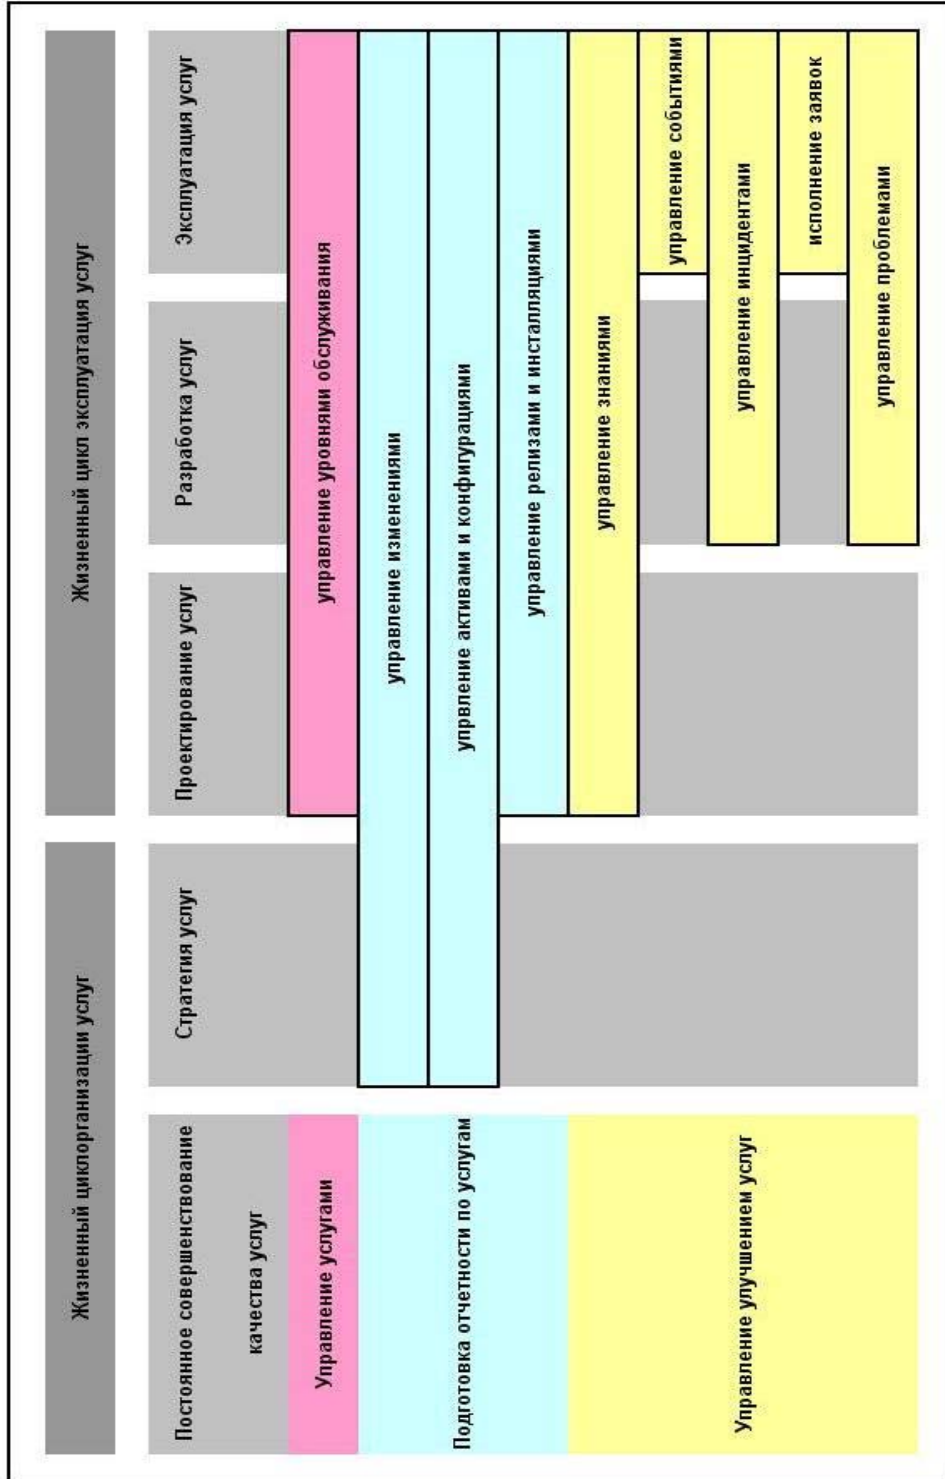 Жизненный циклорганизации услуг
Жизненный цикл эксплуатация услуг
Постоянное совершенствование
качества услуг
Стратегия услуг
Проектирование услуг
Разработка услуг
Эксплуатация услуг
Управление услугами
управление уровнями обслуживания
Подготовка отчетности по услугам
управление изменениями
упрвление активами и конфигурациями
управление релизами и инсталляциями
Управление улучшением услуг
управление знаниями
управление событиями
управление инцидентами
исполнение заявок
управление проблемами